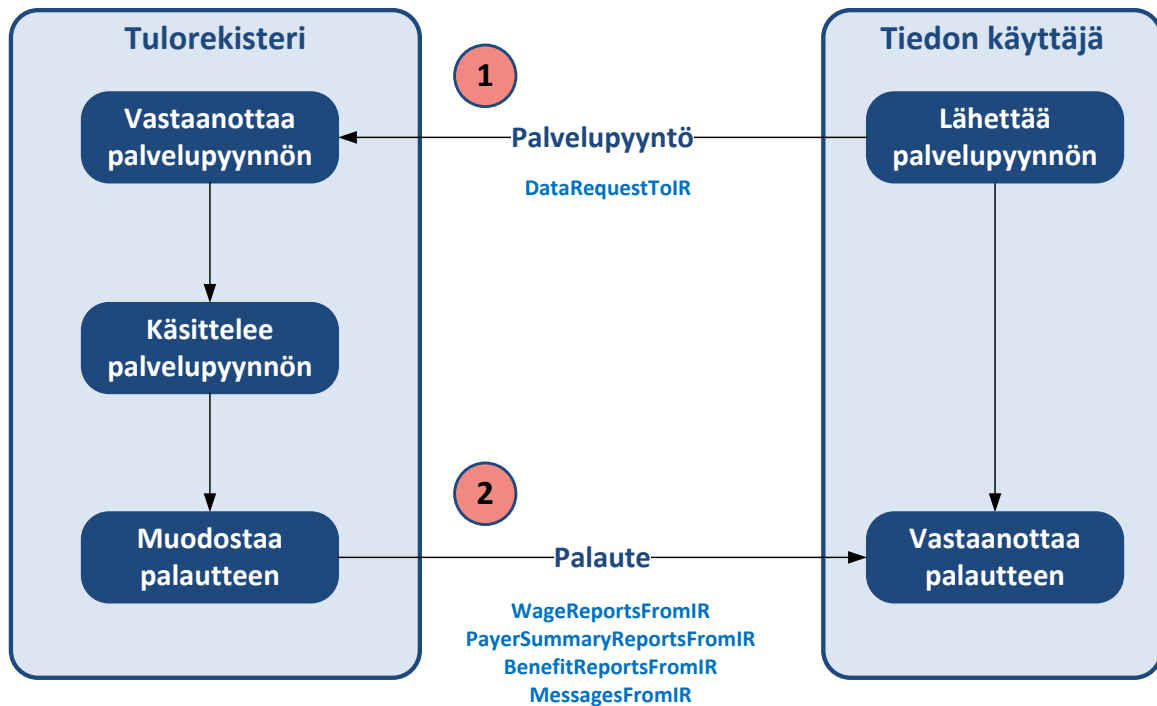 Tulorekisteri
Tiedon käyttäjä
1
Vastaanottaa
palvelupyynnön
Palvelupyyntö
Lähettää
palvelupyynnön
DataRequestToIR
Käsittelee
palvelupyynnön
2
Muodostaa
palautteen
Palaute
Vastaanottaa
palautteen
WageReportsFromIR
PayerSummaryReportsFromIR
BenefitReportsFromIR
MessagesFromIR